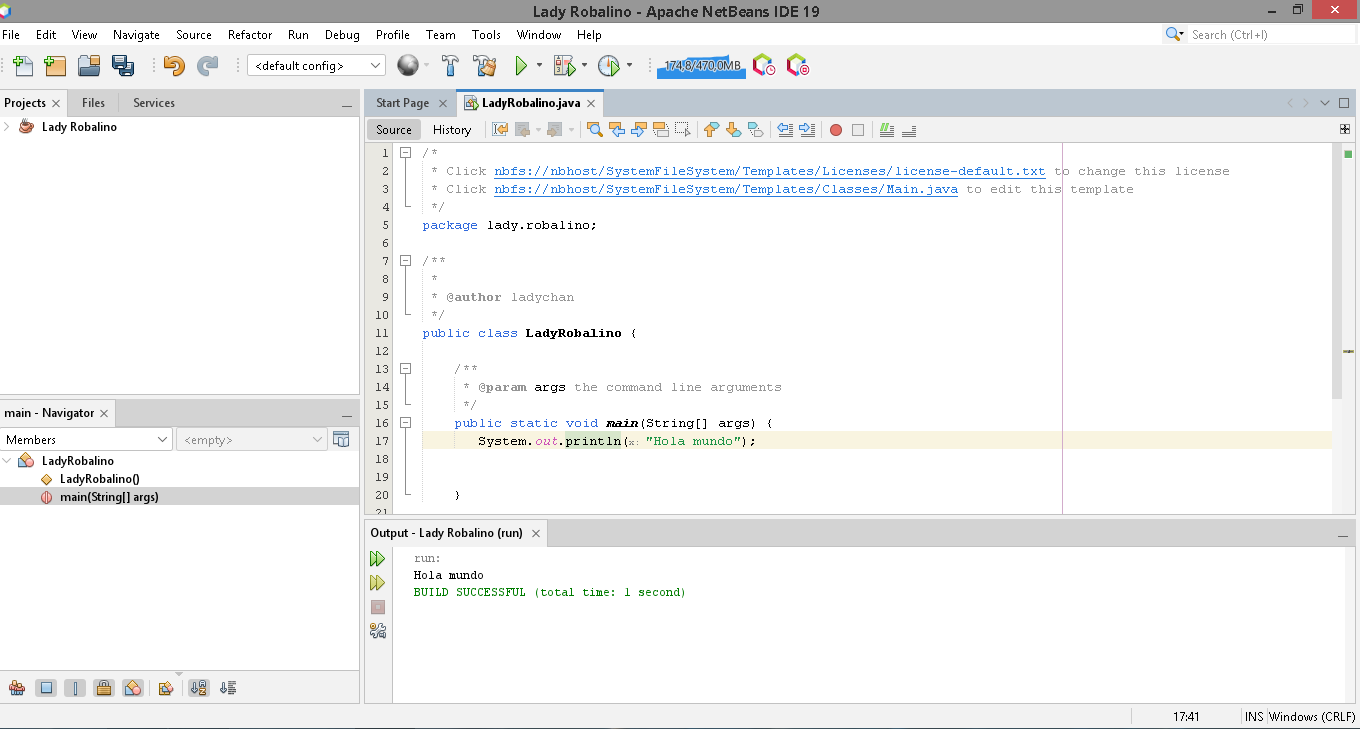 Lady Robalino - Apache NetBeans IDE 19
File Edit View Navigate Source Refactor Run Debug Profile Team Tools Window Help
Search (Ctrl+I)
<default config>
174,8/470,0MB
Projects Files Services
Lady Robalino
Start Page LadyRobalino.java
Source History
1 /*
2 * Click nbfs://nbhost/SystemFileSystem/Templates/Licenses/license-default.txt to change this license
3 * Click nbfs://nbhost/SystemFileSystem/Templates/Classes/Main.java to edit this template
4 */
5 package lady.robalino;
6
7 /**
8 *
9 * @author ladychan
10 */
11 public class LadyRobalino {
12
13 /**
14 * @param args the command line arguments
15 */
16 public static void main(String[] args) {
17 System.out.println(x: "Hola mundo");
18
19
20 }
21
main - Navigator
Members
<empty>
LadyRobalino
LadyRobalino()
main(String[] args)
Output - Lady Robalino (run)
run:
Hola mundo
BUILD SUCCESSFUL (total time: 1 second)
17:41 INS Windows (CRLF)